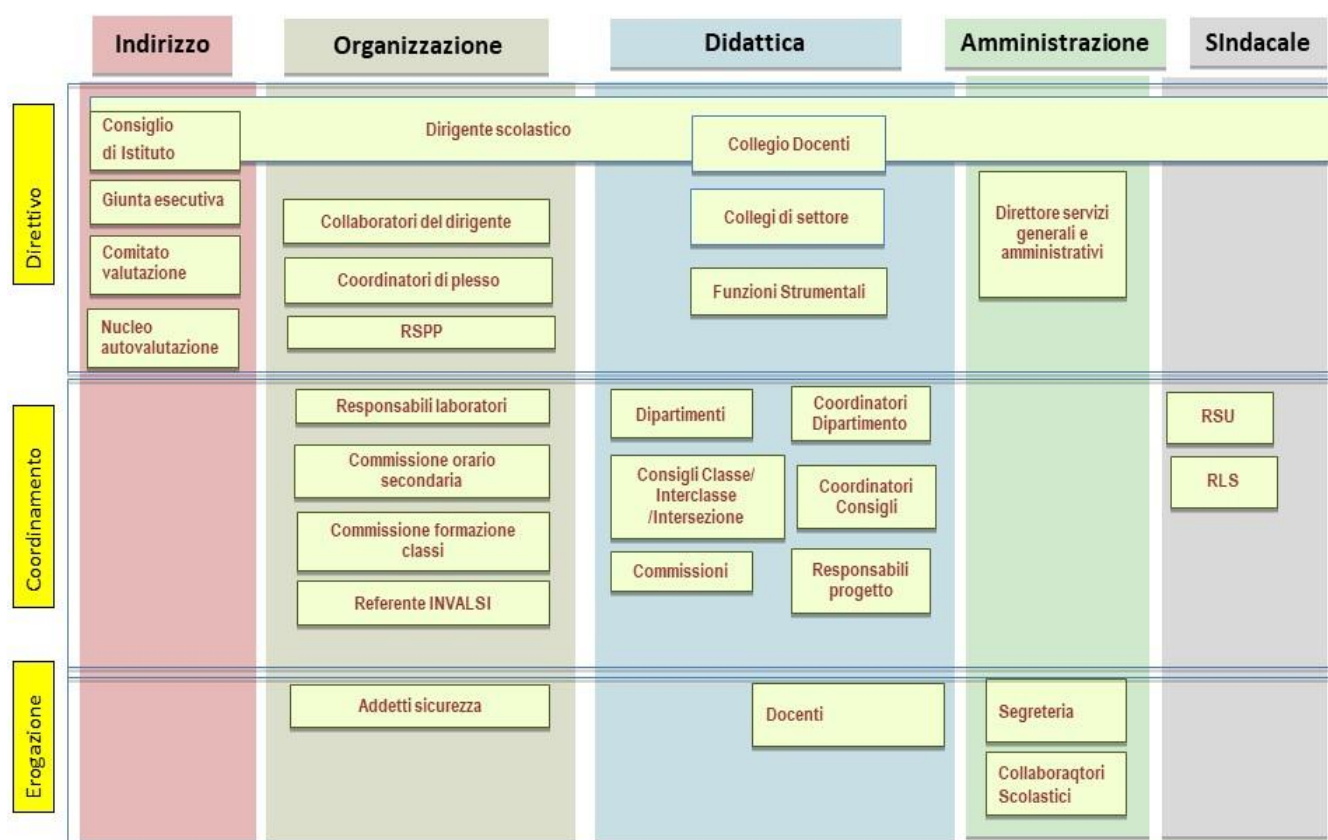 Indirizzo
Organizzazione
Didattica
Amministrazione
SIndacale
Direttivo
Consiglio
di Istituto
Dirigente scolastico
Collegio Docenti
Giunta esecutiva
Collaboratori del dirigente
Collegi di settore
Direttore servizi
generali e
amministrativi
Comitato
valutazione
Coordinatori di plesso
Funzioni Strumentali
Nucleo
autovalutazione
RSPP
Coordinamento
Responsabili laboratori
Dipartimenti
Coordinatori
Dipartimento
RSU
Commissione orario
secondaria
Consigli Classe/
Interclasse
/Intersezione
Coordinatori
Consigli
RLS
Commissione formazione
classi
Commissioni
Responsabili
progetto
Referente INVALSI
Erogazione
Addetti sicurezza
Docenti
Segreteria
Collaboraqtori
Scolastici